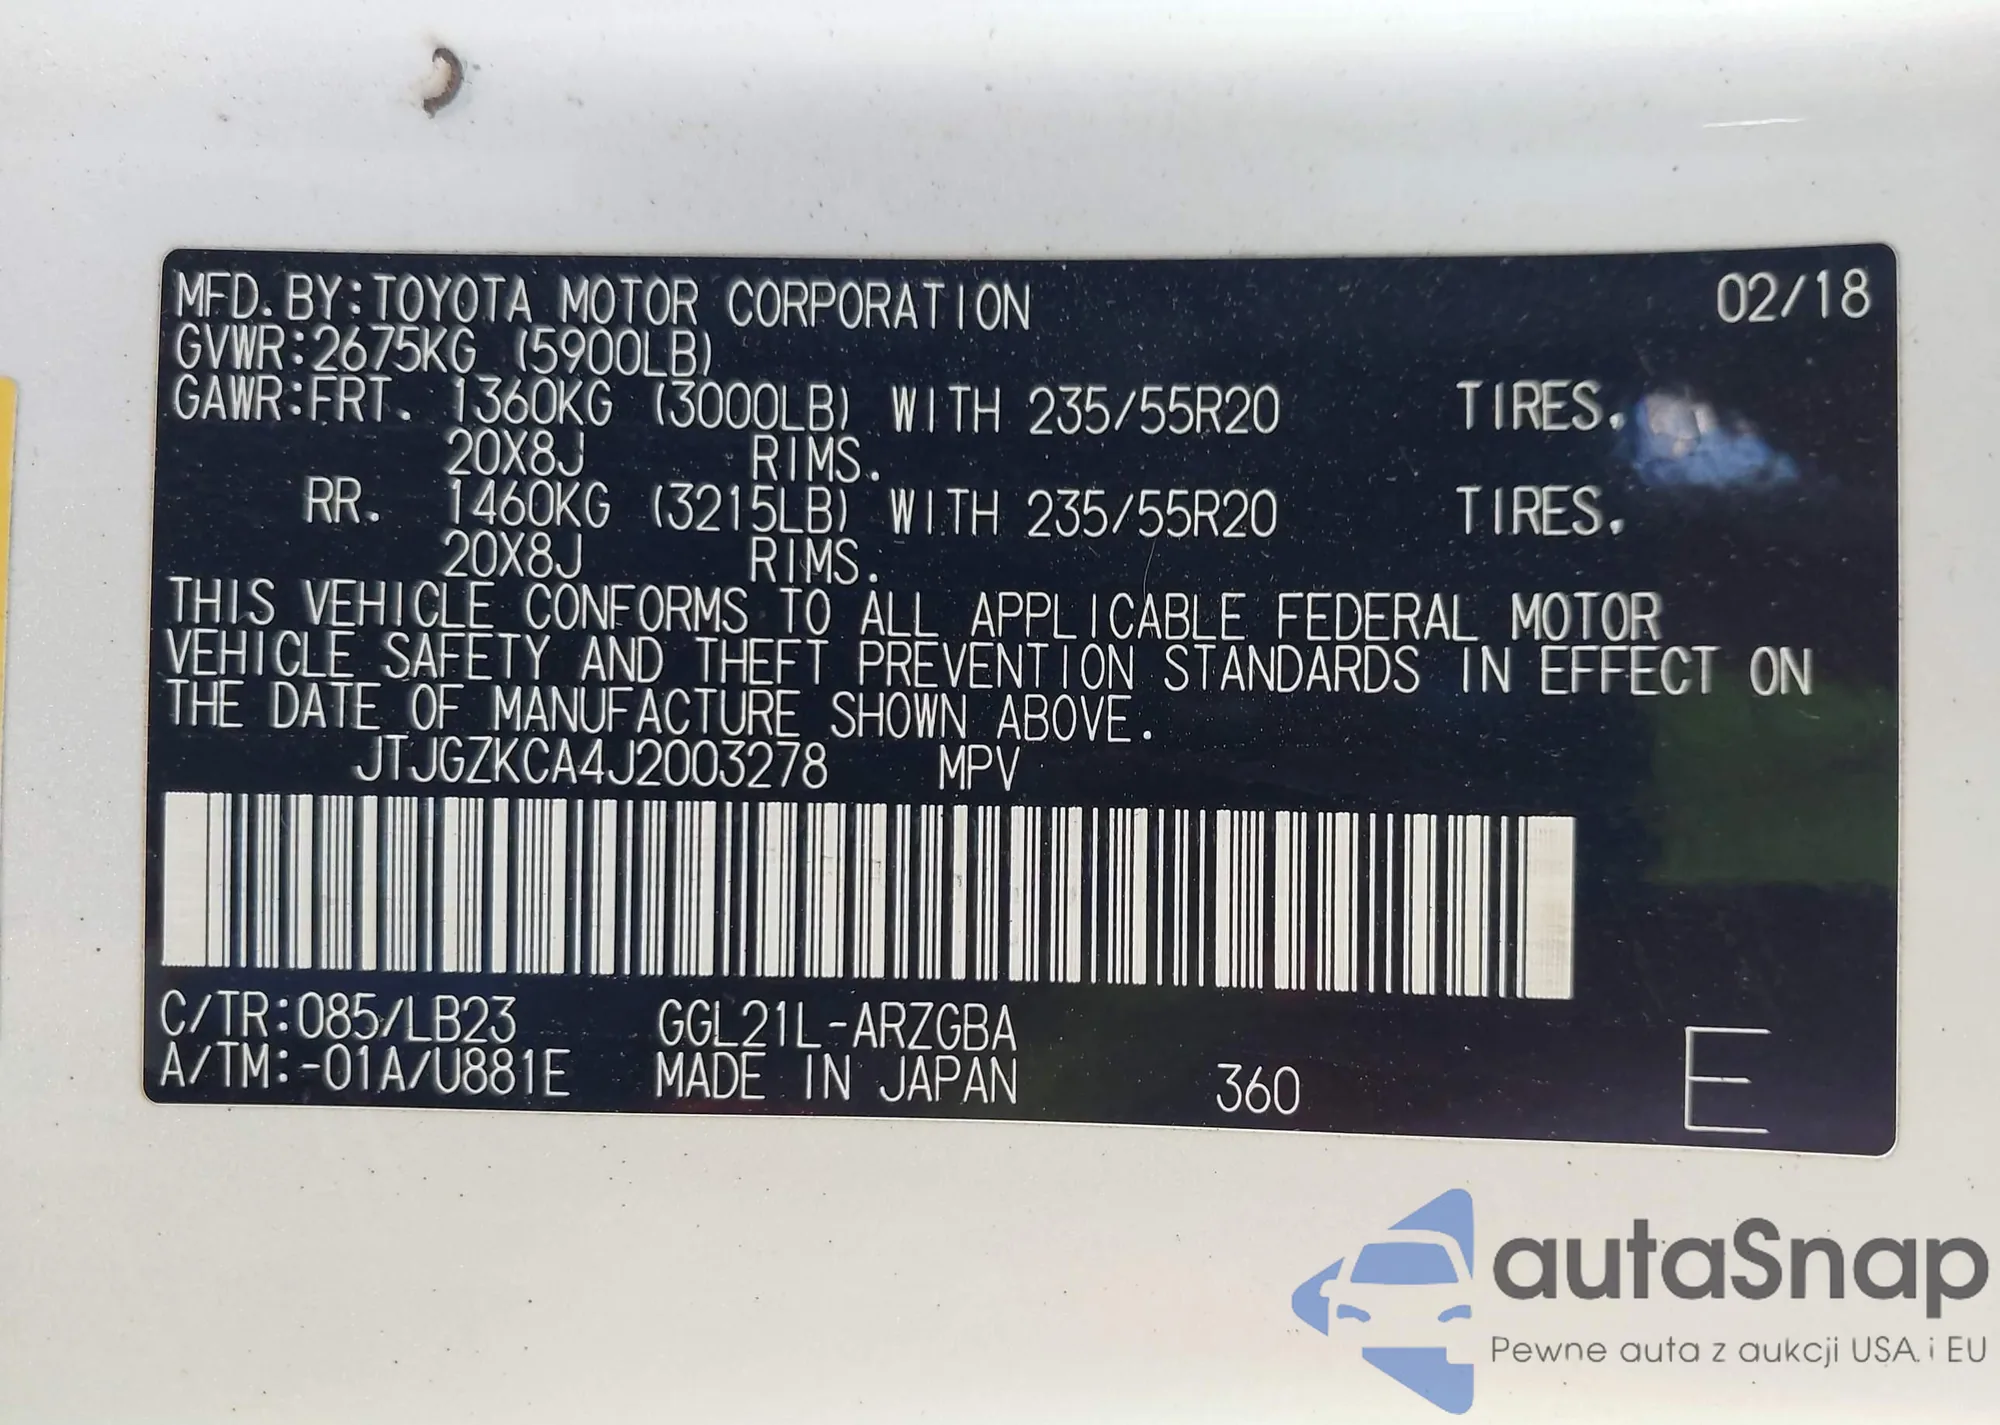 MFD. BY:TOYOTA MOTOR CORPORATION 02/18
GVWR:2675KG (5900LB)
GAWR:FRT. 1360KG (3000LB) WITH 235/55R20 TIRES,
20X8J RIMS.
RR. 1460KG (3215LB) WITH 235/55R20 TIRES,
20X8J RIMS.
THIS VEHICLE CONFORMS TO ALL APPLICABLE FEDERAL MOTOR
VEHICLE SAFETY AND THEFT PREVENTION STANDARDS IN EFFECT ON
THE DATE OF MANUFACTURE SHOWN ABOVE.
JTJGZKCA4J2003278 MPV
C/TR:085/LB23 GGL21L-ARZGBA
A/TM:-01A/U881E MADE IN JAPAN 360 E
autaSnap
Pewne auta z aukcji USA i EU